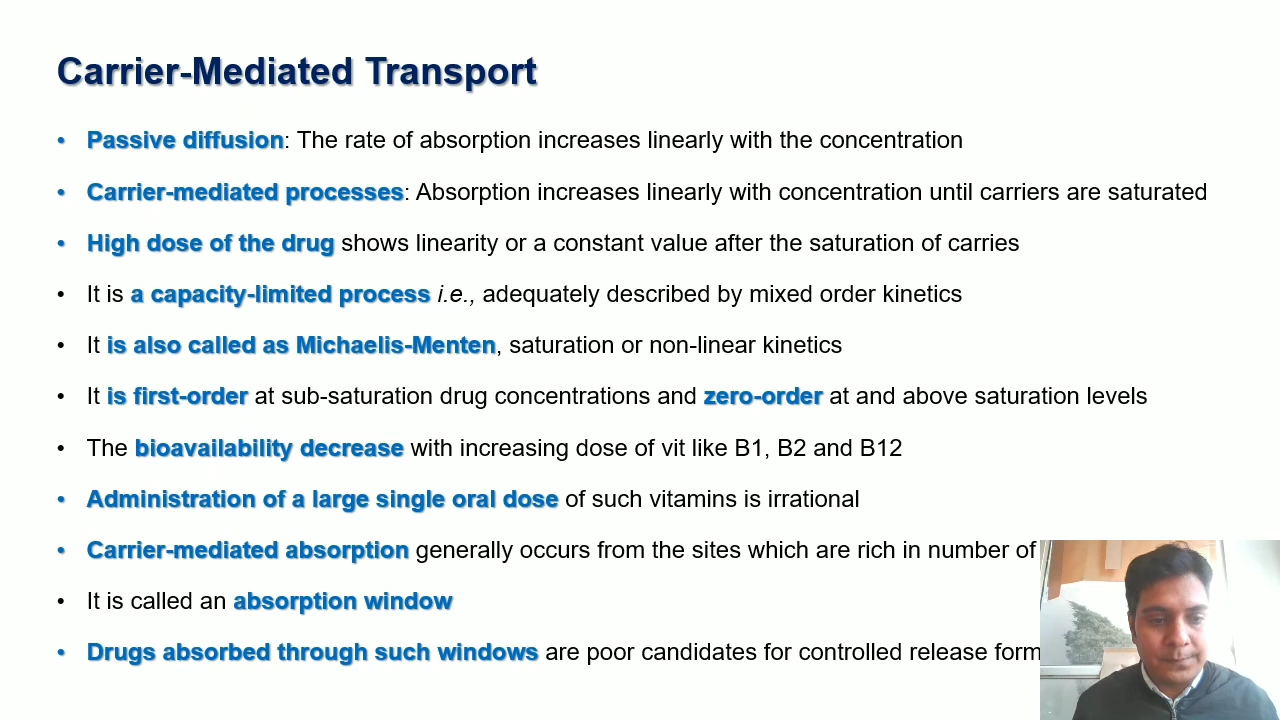 Carrier-Mediated Transport
• Passive diffusion: The rate of absorption increases linearly with the concentration
• Carrier-mediated processes: Absorption increases linearly with concentration until carriers are saturated
• High dose of the drug shows linearity or a constant value after the saturation of carries
• It is a capacity-limited process i.e., adequately described by mixed order kinetics
• It is also called as Michaelis-Menten, saturation or non-linear kinetics
• It is first-order at sub-saturation drug concentrations and zero-order at and above saturation levels
• The bioavailability decrease with increasing dose of vit like B1, B2 and B12
• Administration of a large single oral dose of such vitamins is irrational
• Carrier-mediated absorption generally occurs from the sites which are rich in number of
• It is called an absorption window
• Drugs absorbed through such windows are poor candidates for controlled release form